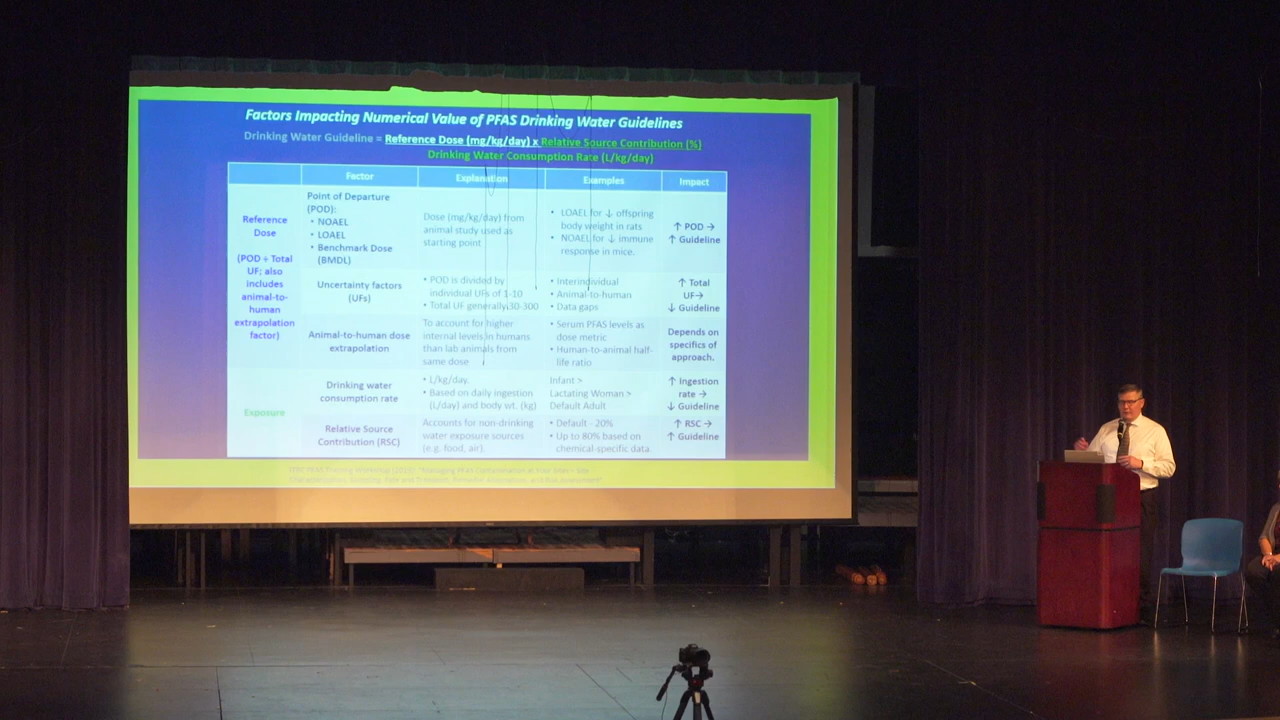 Factors Impacting Numerical Value of PFAS Drinking Water Guidelines
Drinking Water Guideline = Reference Dose (mg/kg/day) x Relative Source Contribution (%)
Drinking Water Consumption Rate (L/kg/day)
Factor Explanation Examples Impact
Reference
Dose
(POD ÷ Total
UF; also
includes
animal-to-
human
extrapolation
factor)
Point of Departure
(POD):
• NOAEL
• LOAEL
• Benchmark Dose
(BMDL)
Dose (mg/kg/day) from
animal study used as
starting point
• LOAEL for ↓ offspring
body weight in rats
• NOAEL for ↓ immune
response in mice.
↑ POD →
↑ Guideline
Uncertainty factors
(UFs)
• POD is divided by
individual UFs of 1-10
• Total UF generally 30-300
• Interindividual
• Animal-to-human
• Data gaps
↑ Total
UF→
↓ Guideline
Animal-to-human dose
extrapolation
To account for higher
internal levels in humans
than lab animals from
same dose
• Serum PFAS levels as
dose metric
• Human-to-animal half-
life ratio
Depends on
specifics of
approach.
Exposure
Drinking water
consumption rate
• L/kg/day.
• Based on daily ingestion
(L/day) and body wt. (kg)
Infant >
Lactating Woman >
Default Adult
↑ Ingestion
rate →
↓ Guideline
Relative Source
Contribution (RSC)
Accounts for non-drinking
water exposure sources
(e.g. food, air).
• Default - 20%
• Up to 80% based on
chemical-specific data.
↑ RSC →
↑ Guideline
PFAS Training Workshop "Managing PFAS Contamination at Your Site